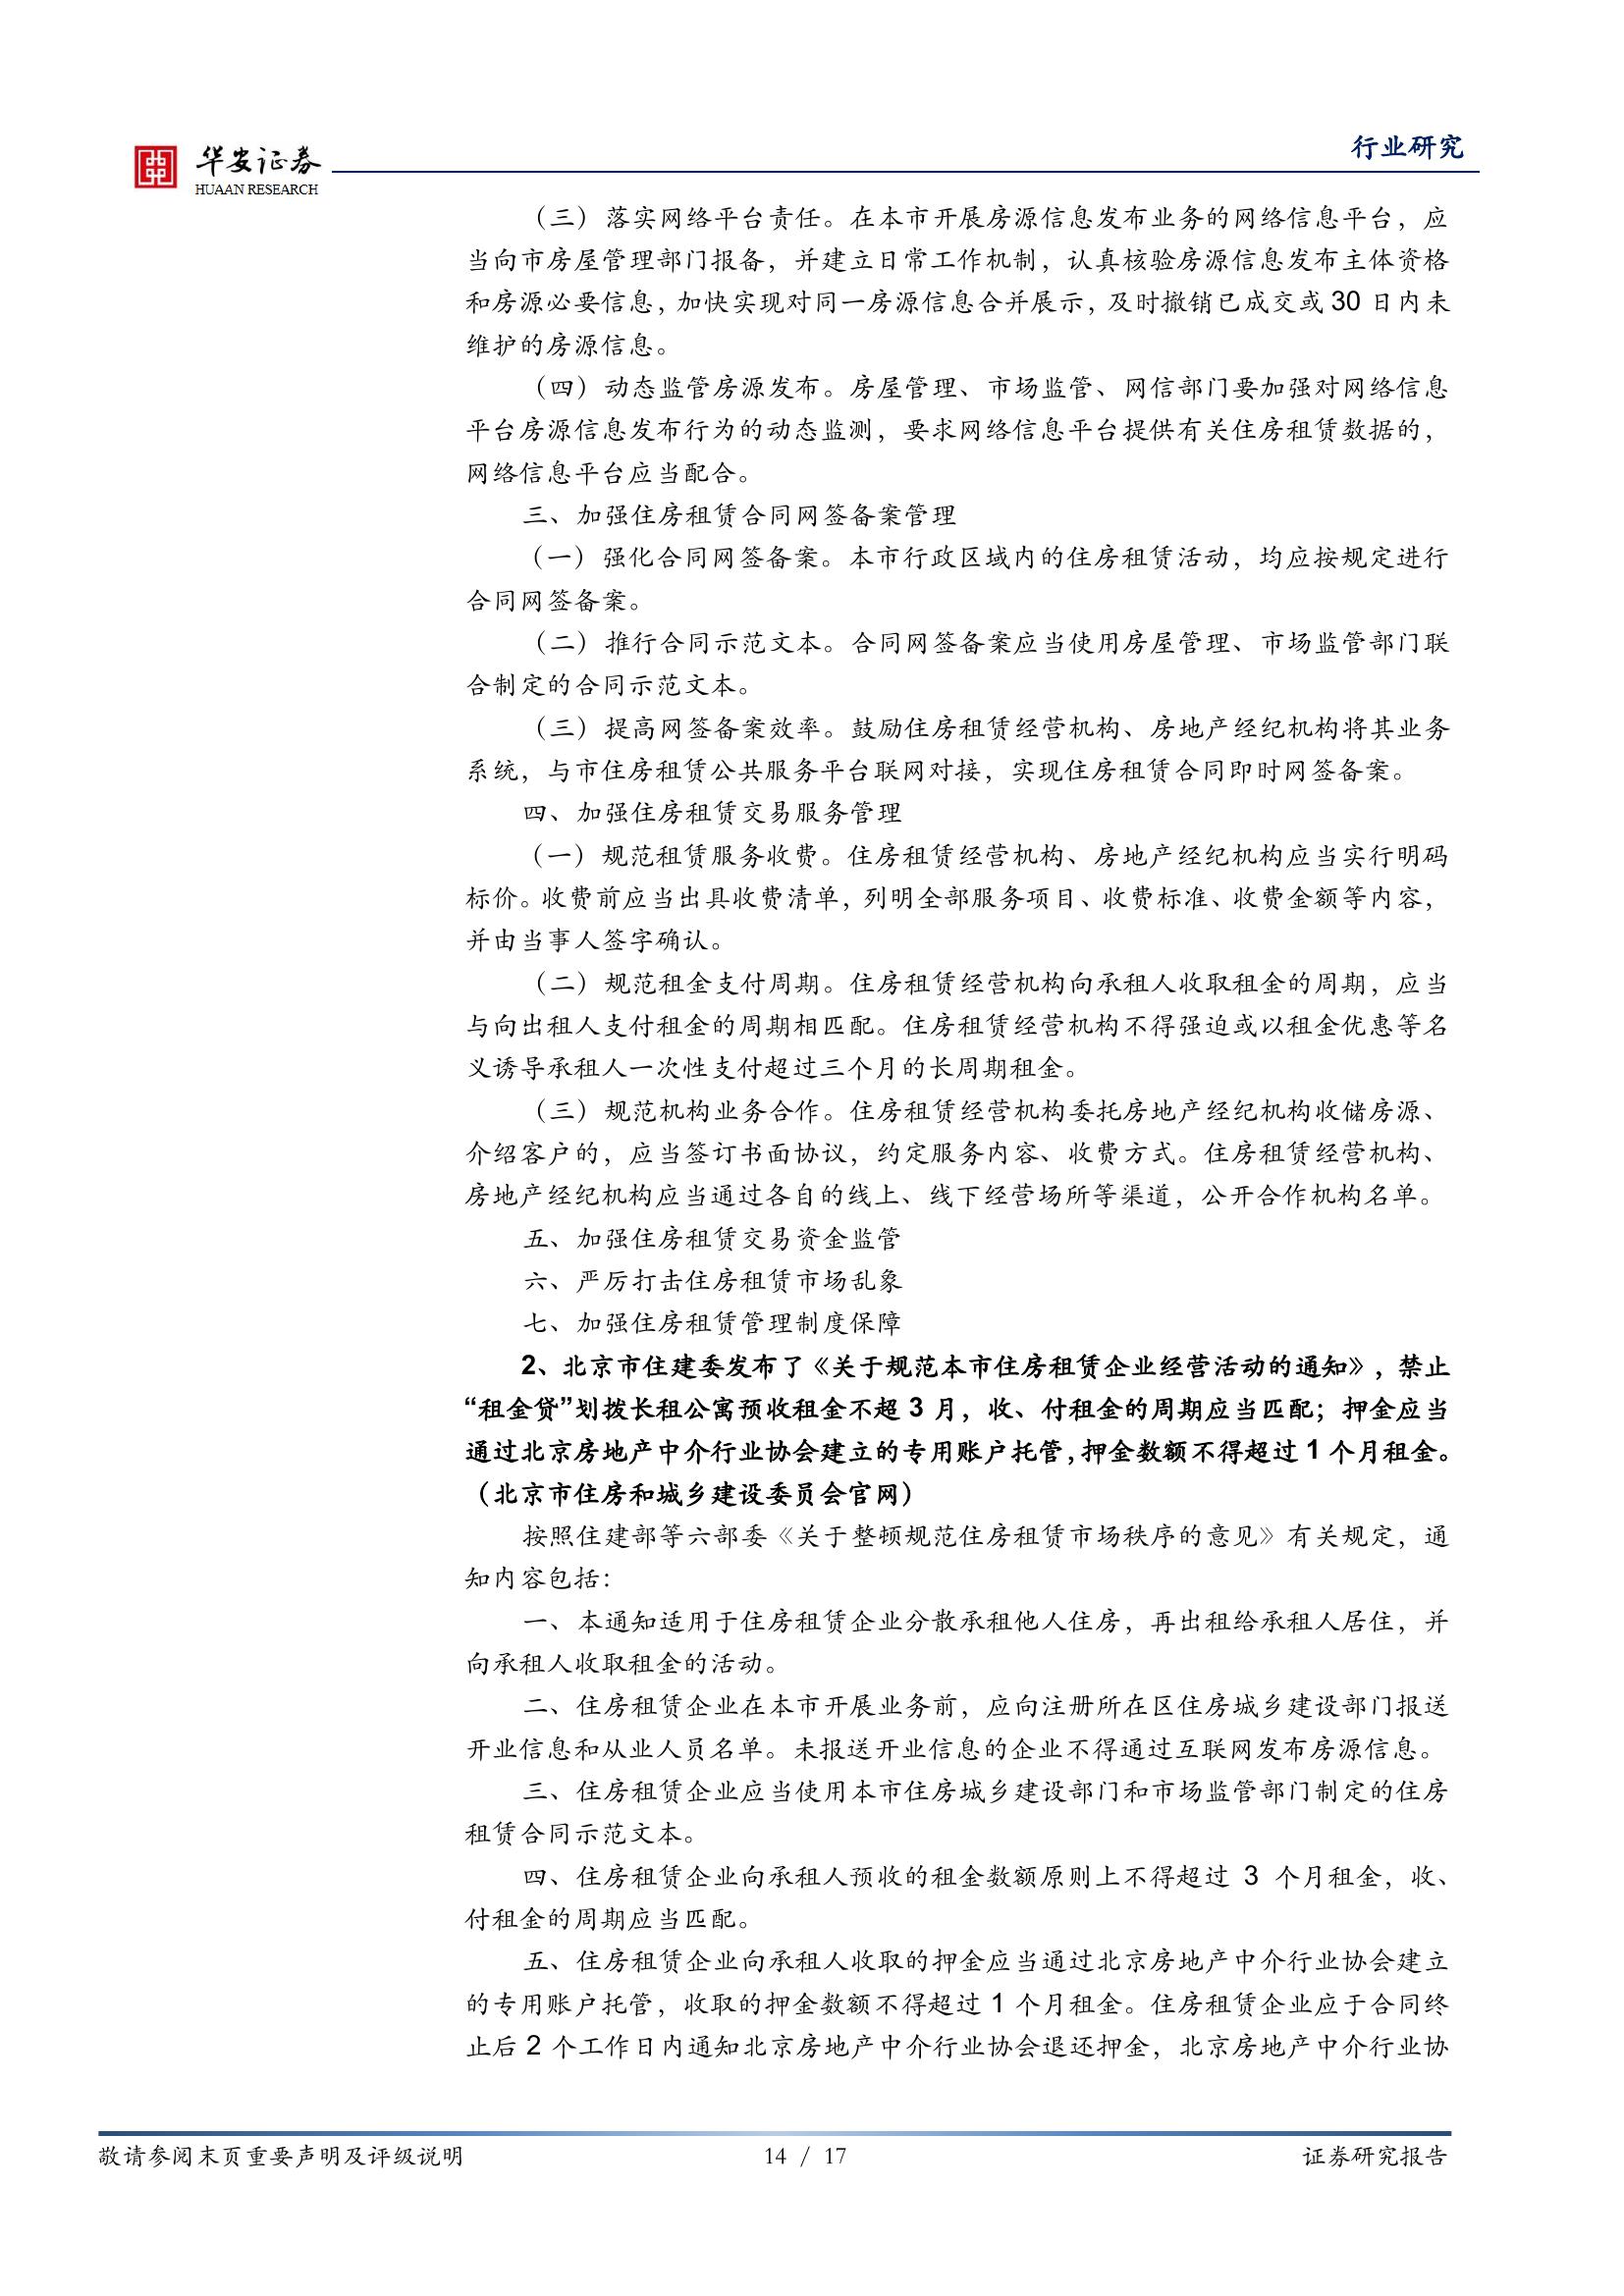 华安证券
HUAAN RESEARCH
行业研究
（三）落实网络平台责任。在本市开展房源信息发布业务的网络信息平台，应
当向市房屋管理部门报备，并建立日常工作机制，认真核验房源信息发布主体资格
和房源必要信息，加快实现对同一房源信息合并展示，及时撤销已成交或 30 日内未
维护的房源信息。
（四）动态监管房源发布。房屋管理、市场监管、网信部门要加强对网络信息
平台房源信息发布行为的动态监测，要求网络信息平台提供有关住房租赁数据的，
网络信息平台应当配合。
三、加强住房租赁合同网签备案管理
（一）强化合同网签备案。本市行政区域内的住房租赁活动，均应按规定进行
合同网签备案。
（二）推行合同示范文本。合同网签备案应当使用房屋管理、市场监管部门联
合制定的合同示范文本。
（三）提高网签备案效率。鼓励住房租赁经营机构、房地产经纪机构将其业务
系统，与市住房租赁公共服务平台联网对接，实现住房租赁合同即时网签备案。
四、加强住房租赁交易服务管理
（一）规范租赁服务收费。住房租赁经营机构、房地产经纪机构应当实行明码
标价。收费前应当出具收费清单，列明全部服务项目、收费标准、收费金额等内容，
并由当事人签字确认。
（二）规范租金支付周期。住房租赁经营机构向承租人收取租金的周期，应当
与向出租人支付租金的周期相匹配。住房租赁经营机构不得强迫或以租金优惠等名
义诱导承租人一次性支付超过三个月的长周期租金。
（三）规范机构业务合作。住房租赁经营机构委托房地产经纪机构收储房源、
介绍客户的，应当签订书面协议，约定服务内容、收费方式。住房租赁经营机构、
房地产经纪机构应当通过各自的线上、线下经营场所等渠道，公开合作机构名单。
五、加强住房租赁交易资金监管
六、严厉打击住房租赁市场乱象
七、加强住房租赁管理制度保障
2、北京市住建委发布了《关于规范本市住房租赁企业经营活动的通知》，禁止
“租金贷”划拨长租公寓预收租金不超 3 月，收、付租金的周期应当匹配；押金应当
通过北京房地产中介行业协会建立的专用账户托管，押金数额不得超过 1 个月租金。
（北京市住房和城乡建设委员会官网）
按照住建部等六部委《关于整顿规范住房租赁市场秩序的意见》有关规定，通
知内容包括：
一、本通知适用于住房租赁企业分散承租他人住房，再出租给承租人居住，并
向承租人收取租金的活动。
二、住房租赁企业在本市开展业务前，应向注册所在区住房城乡建设部门报送
开业信息和从业人员名单。未报送开业信息的企业不得通过互联网发布房源信息。
三、住房租赁企业应当使用本市住房城乡建设部门和市场监管部门制定的住房
租赁合同示范文本。
四、住房租赁企业向承租人预收的租金数额原则上不得超过 3 个月租金，收、
付租金的周期应当匹配。
五、住房租赁企业向承租人收取的押金应当通过北京房地产中介行业协会建立
的专用账户托管，收取的押金数额不得超过 1 个月租金。住房租赁企业应于合同终
止后 2 个工作日内通知北京房地产中介行业协会退还押金，北京房地产中介行业协
敬请参阅末页重要声明及评级说明
14 / 17
证券研究报告